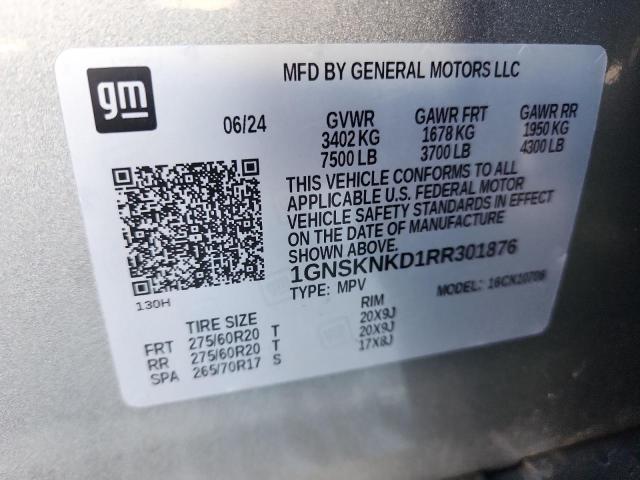 gm
MFD BY GENERAL MOTORS LLC
06/24 GVWR GAWR FRT GAWR RR
3402 KG 1678 KG 1950 KG
7500 LB 3700 LB 4300 LB
THIS VEHICLE CONFORMS TO ALL
APPLICABLE U.S. FEDERAL MOTOR
VEHICLE SAFETY STANDARDS IN EFFECT
ON THE DATE OF MANUFACTURE
SHOWN ABOVE.
1GNSKNKD1RR301876
TYPE: MPV MODEL: 16CK10706
130H
TIRE SIZE RIM
FRT 275/60R20 T 20X9J
RR 275/60R20 T 20X9J
SPA 265/70R17 S 17X8J